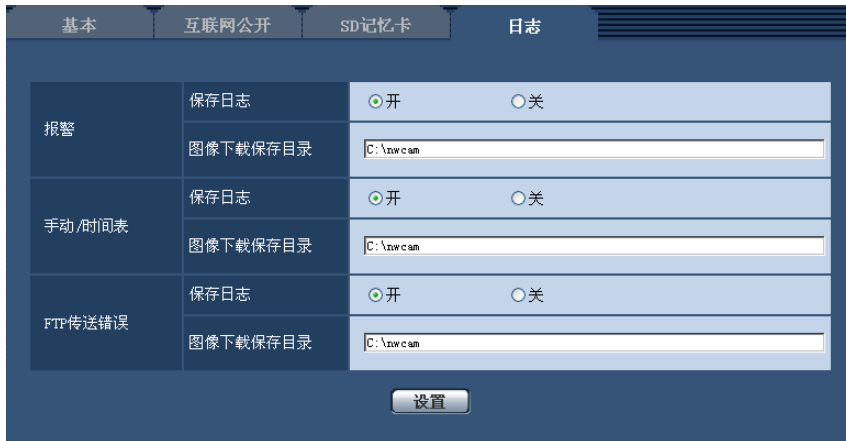 基本 互联网公开 SD记忆卡 日志
报警
保存日志 开 关
图像下载保存目录 C:\nwcam
手动/时间表
保存日志 开 关
图像下载保存目录 C:\nwcam
FTP传送错误
保存日志 开 关
图像下载保存目录 C:\nwcam
设置